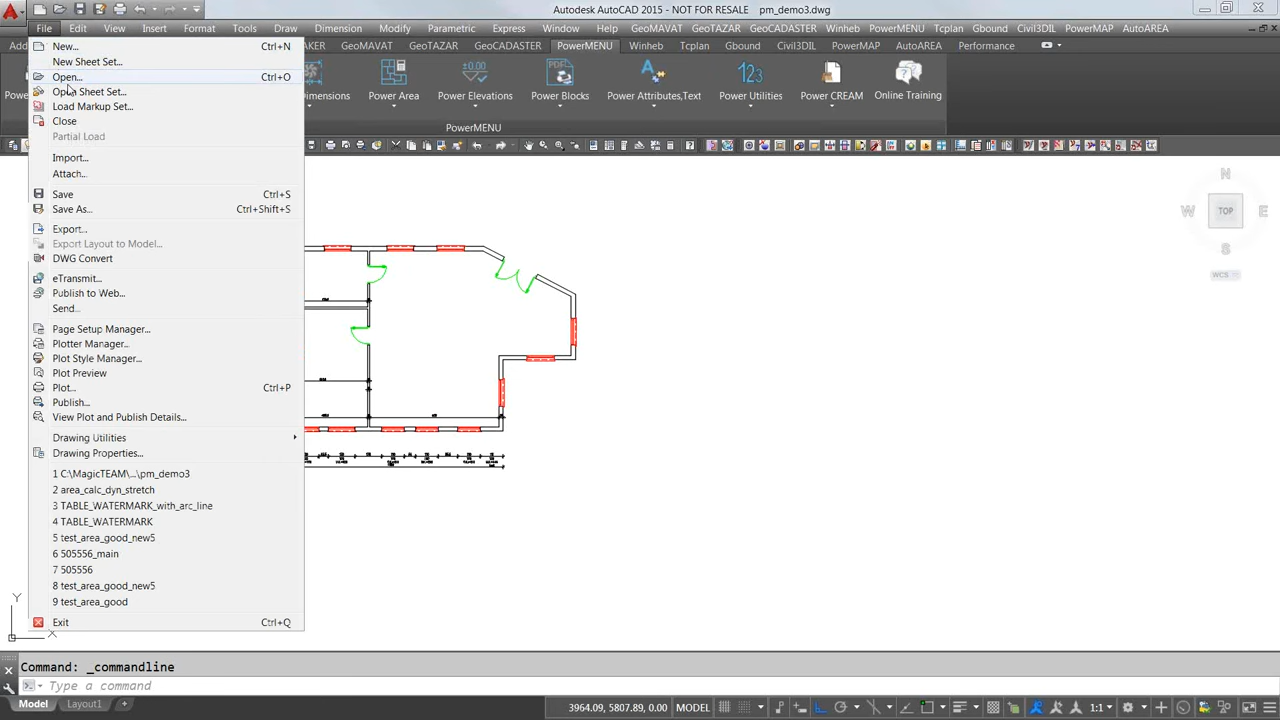 Autodesk AutoCAD 2015 - NOT FOR RESALE pm_demo3.dwg
File Edit View Insert Format Tools Draw Dimension Modify Parametric Express Window Help GeoMAVAT GeoTAZAR GeoCADASTER Winheb PowerMENU Tcplan Gbound Civil3DIL PowerMAP AutoAREA
GeoMAVAT GeoTAZAR GeoCADASTER PowerMENU Winheb Tcplan Gbound Civil3DIL PowerMAP AutoAREA Performance
Power Area Power Elevations Power Blocks Power Attributes,Text Power Utilities Power CREAM Online Training
PowerMENU
New... Ctrl+N
New Sheet Set...
Open... Ctrl+O
Open Sheet Set...
Load Markup Set...
Close
Partial Load
Import...
Attach...
Save Ctrl+S
Save As... Ctrl+Shift+S
Export...
Export Layout to Model...
DWG Convert
eTransmit...
Publish to Web...
Send...
Page Setup Manager...
Plotter Manager...
Plot Style Manager...
Plot Preview
Plot... Ctrl+P
Publish...
View Plot and Publish Details...
Drawing Utilities
Drawing Properties...
1 C:\MagicTEAM\...\pm_demo3
2 area_calc_dyn_stretch
3 TABLE_WATERMARK_with_arc_line
4 TABLE_WATERMARK
5 test_area_good_new5
6 505556_main
7 505556
8 test_area_good_new5
9 test_area_good
Exit Ctrl+Q
N
W TOP E
S
WCS
Y
X
Command: _commandline
Type a command
Model Layout1 +
3964.09, 5807.89, 0.00 MODEL 1:1